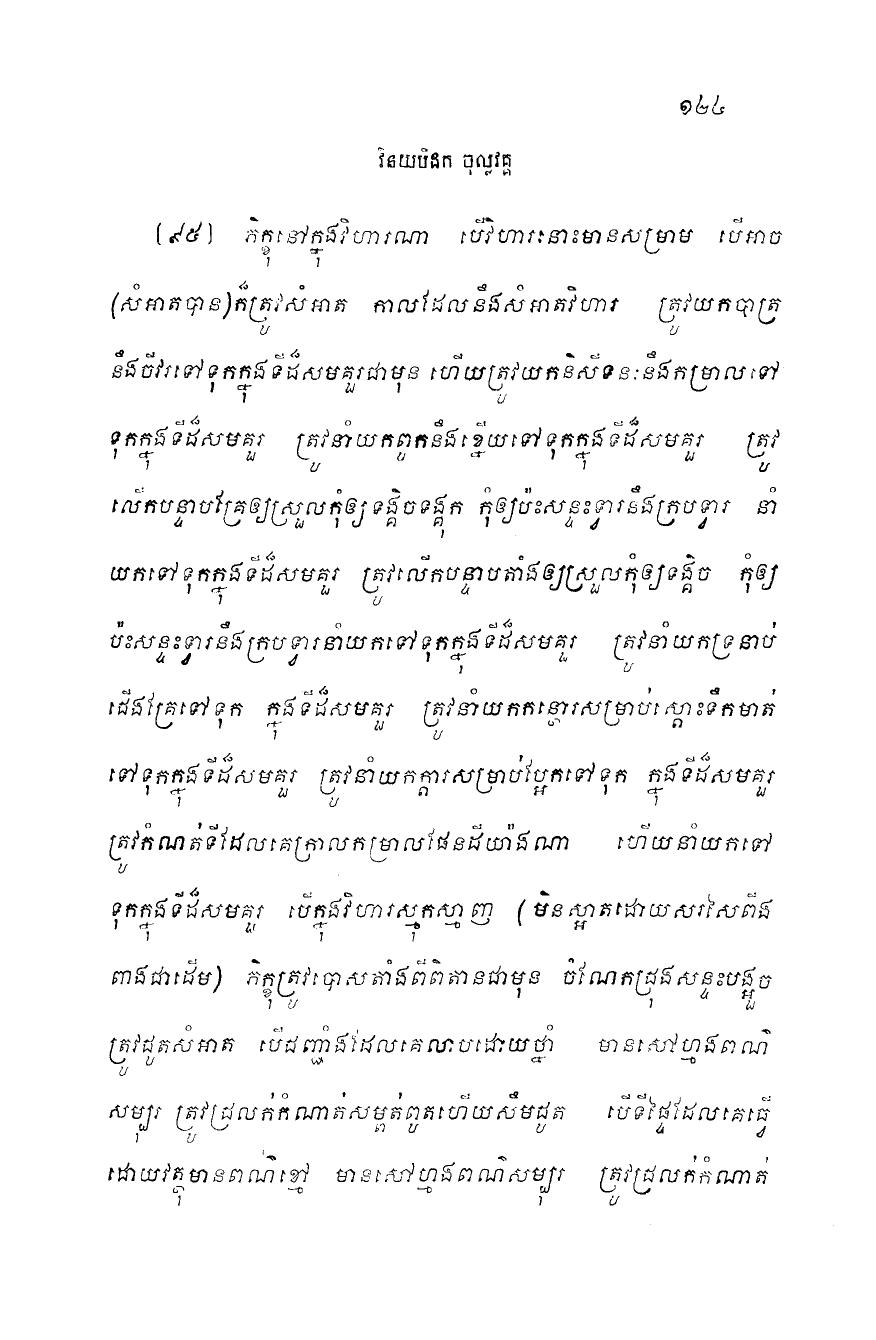 ១២៤
វិនយបិដក ចុល្លវគ្គ
(៩៥) ភិក្ខុនៅក្នុងវិហារណា បើវិហារនោះមានសម្រាម បើអាច
(សំអាតបាន)ក៏ត្រូវសំអាត កាលដែលនឹងសំអាតវិហារ ត្រូវយកបាត្រ
នឹងចីវរទៅទុកក្នុងទីដ៏សមគួរជាមុន ហើយត្រូវយកនិសីទនៈនឹងកម្រាលទៅ
ទុកក្នុងទីដ៏សមគួរ ត្រូវនាំយកពូកនឹងខ្នើយទៅទុកក្នុងទីដ៏សមគួរ ត្រូវ
លើកបន្ទាបគ្រែឲ្យស្រួលកុំឲ្យទង្គិចទង្គុក កុំឲ្យប៉ះសន្ទះទ្វារនឹងក្របទ្វារ នាំ
យកទៅទុកក្នុងទីដ៏សមគួរ ត្រូវលើកបន្ទាបតាំងឲ្យស្រួលកុំឲ្យទង្គិច កុំឲ្យ
ប៉ះសន្ទះទ្វារនឹងក្របទ្វារនាំយកទៅទុកក្នុងទីដ៏សមគួរ ត្រូវនាំយកទ្រនាប់
ជើងគ្រែទៅទុក ក្នុងទីដ៏សមគួរ ត្រូវនាំយកកន្ថោរសម្រាប់ស្តោះទឹកមាត់
ទៅទុកក្នុងទីដ៏សមគួរ ត្រូវនាំយកក្តារសម្រាប់ផ្អែកទៅទុក ក្នុងទីដ៏សមគួរ
ត្រូវកំណត់ទីដែលគេក្រាលកម្រាលផែនដីយ៉ាងណា ហើយនាំយកទៅ
ទុកក្នុងទីដ៏សមគួរ បើក្នុងវិហារស្មុកស្មាញ (មិនស្អាតដោយសរសៃពីង
ពាងជាដើម) ភិក្ខុត្រូវបោសតាំងពីពិតានជាមុន ចំណែកជ្រុងសន្ទះបង្អួច
ត្រូវដូតសំអាត បើជញ្ជាំងដែលគេលាបដោយថ្នាំ មានសៅហ្មងពណ៌
សម្បុរ ត្រូវជ្រលក់កំណាត់សម្ពត់ពូតហើយសឹមដូត បើទីផ្ទៃដែលគេធ្វើ
ដោយវត្ថុមានពណ៌ខ្មៅ មានសៅហ្មងពណ៌សម្បុរ ត្រូវជ្រលក់កំណាត់